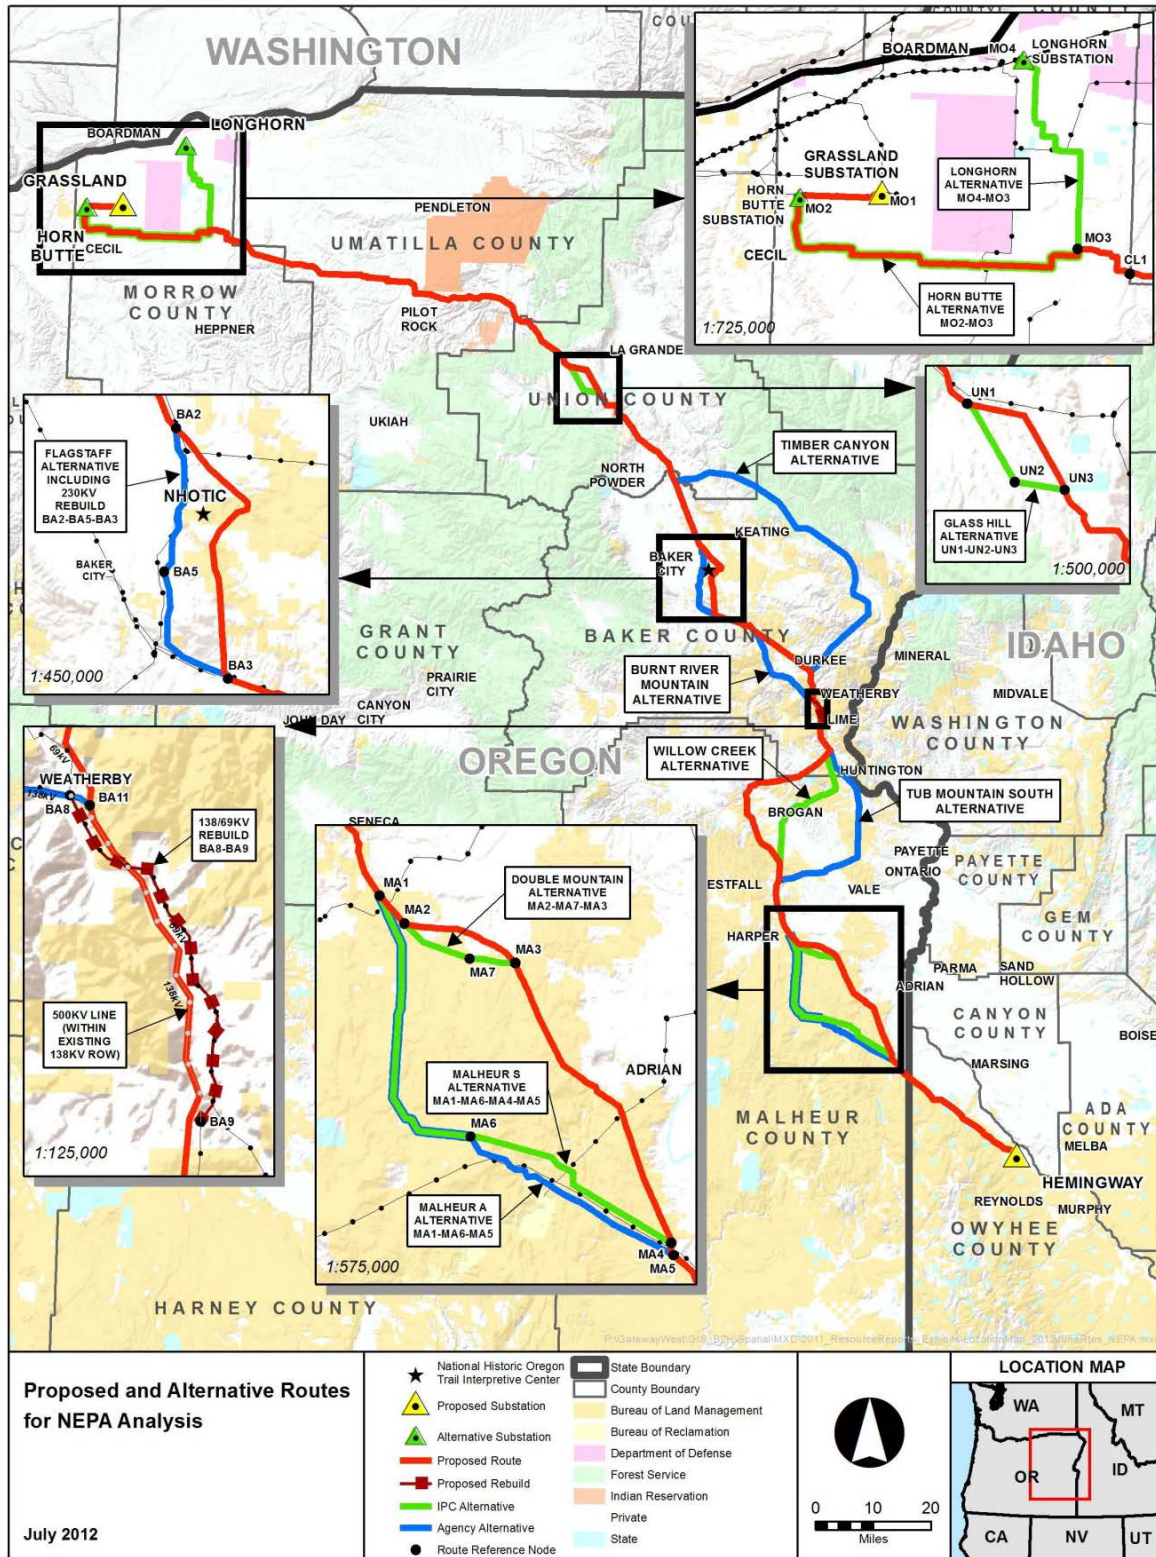 WASHINGTON
BOARDMAN
LONGHORN
GRASSLAND
HORN
BUTTE
CECIL
MORROW
COUNTY
HEPPNER
PENDLETON
UMATILLA COUNTY
PILOT
ROCK
LA GRANDE
UNION COUNTY
UKIAH
NORTH
POWDER
TIMBER CANYON
ALTERNATIVE
KEATING
BAKER
CITY
BAKER COUNTY
GRANT
COUNTY
PRAIRIE
CITY
CANYON
CITY
JOHN DAY
DURKEE
BURNT RIVER
MOUNTAIN
ALTERNATIVE
WEATHERBY
LIME
MINERAL
IDAHO
MIDVALE
WASHINGTON
COUNTY
OREGON
WILLOW CREEK
ALTERNATIVE
HUNTINGTON
TUB MOUNTAIN SOUTH
ALTERNATIVE
BROGAN
PAYETTE
ONTARIO
PAYETTE
COUNTY
SENECA
ESTFALL
VALE
GEM
COUNTY
HARPER
PARMA
SAND
HOLLOW
ADRIAN
CANYON
COUNTY
BOISE
MARSING
MALHEUR
COUNTY
ADA
COUNTY
MELBA
HEMINGWAY
REYNOLDS
MURPHY
OWYHEE
COUNTY
HARNEY COUNTY
BOARDMAN
MO4
LONGHORN
SUBSTATION
GRASSLAND
SUBSTATION
HORN
BUTTE
SUBSTATION
MO2
MO1
LONGHORN
ALTERNATIVE
MO4-MO3
CECIL
MO3
CL1
HORN BUTTE
ALTERNATIVE
MO2-MO3
1:725,000
UN1
UN2
UN3
GLASS HILL
ALTERNATIVE
UN1-UN2-UN3
1:500,000
BA2
FLAGSTAFF
ALTERNATIVE
INCLUDING
230KV
REBUILD
BA2-BA5-BA3
NHOTIC
BAKER
CITY
BA5
BA3
1:450,000
69kV
WEATHERBY
138kV
BA8
BA11
138/69KV
REBUILD
BA8-BA9
69kV
138kV
500KV LINE
(WITHIN
EXISTING
138KV ROW)
BA9
1:125,000
MA1
DOUBLE MOUNTAIN
ALTERNATIVE
MA2-MA7-MA3
MA2
MA3
MA7
ADRIAN
MALHEUR S
ALTERNATIVE
MA1-MA6-MA4-MA5
MA6
MALHEUR A
ALTERNATIVE
MA1-MA6-MA5
MA4
MA5
1:575,000
Proposed and Alternative Routes
for NEPA Analysis
July 2012
National Historic Oregon
Trail Interpretive Center
Proposed Substation
Alternative Substation
Proposed Route
Proposed Rebuild
IPC Alternative
Agency Alternative
Route Reference Node
State Boundary
County Boundary
Bureau of Land Management
Bureau of Reclamation
Department of Defense
Forest Service
Indian Reservation
Private
State
0 10 20
Miles
LOCATION MAP
WA
MT
OR
ID
CA
NV
UT